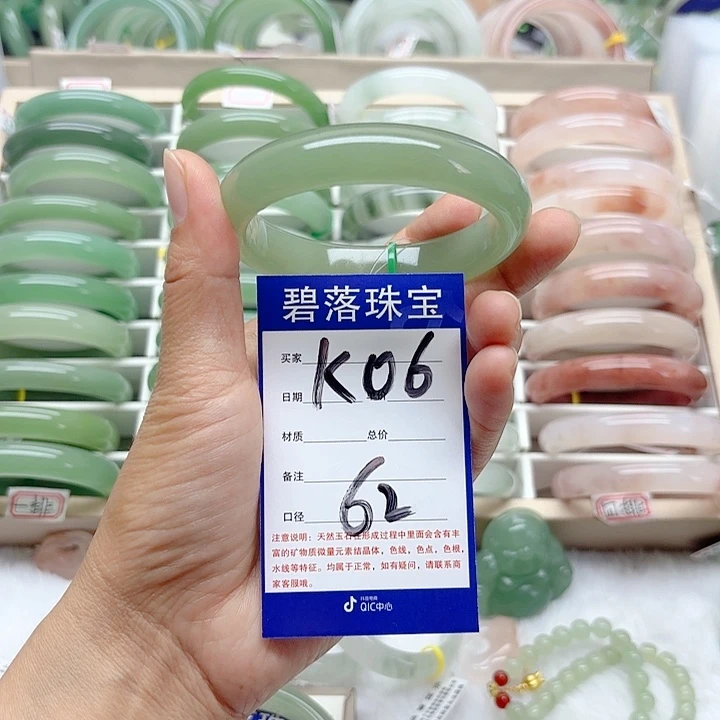 碧落珠宝
买家
K06
日期
材质 总价
备注
62
口径
注意说明：天然玉石在形成过程中里面会含有丰
富的矿物质微量元素结晶体，色线，色点，色根，
水线等特征。均属于正常，如有疑问，请联系商
家客服哦。
抖音电商
QIC中心